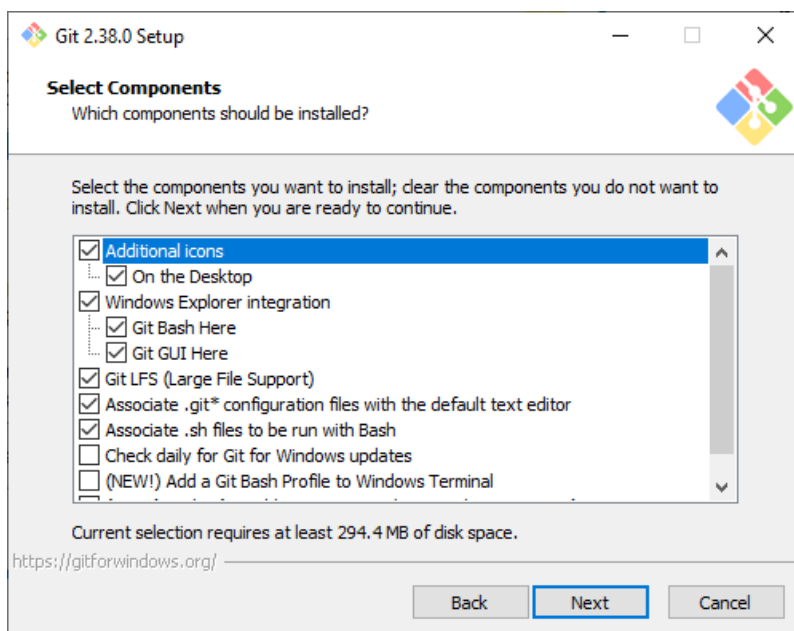 Git 2.38.0 Setup
Select Components
Which components should be installed?
Select the components you want to install; clear the components you do not want to
install. Click Next when you are ready to continue.
Additional icons
On the Desktop
Windows Explorer integration
Git Bash Here
Git GUI Here
Git LFS (Large File Support)
Associate .git* configuration files with the default text editor
Associate .sh files to be run with Bash
Check daily for Git for Windows updates
(NEW!) Add a Git Bash Profile to Windows Terminal
Current selection requires at least 294.4 MB of disk space.
https://gitforwindows.org/
Back Next Cancel